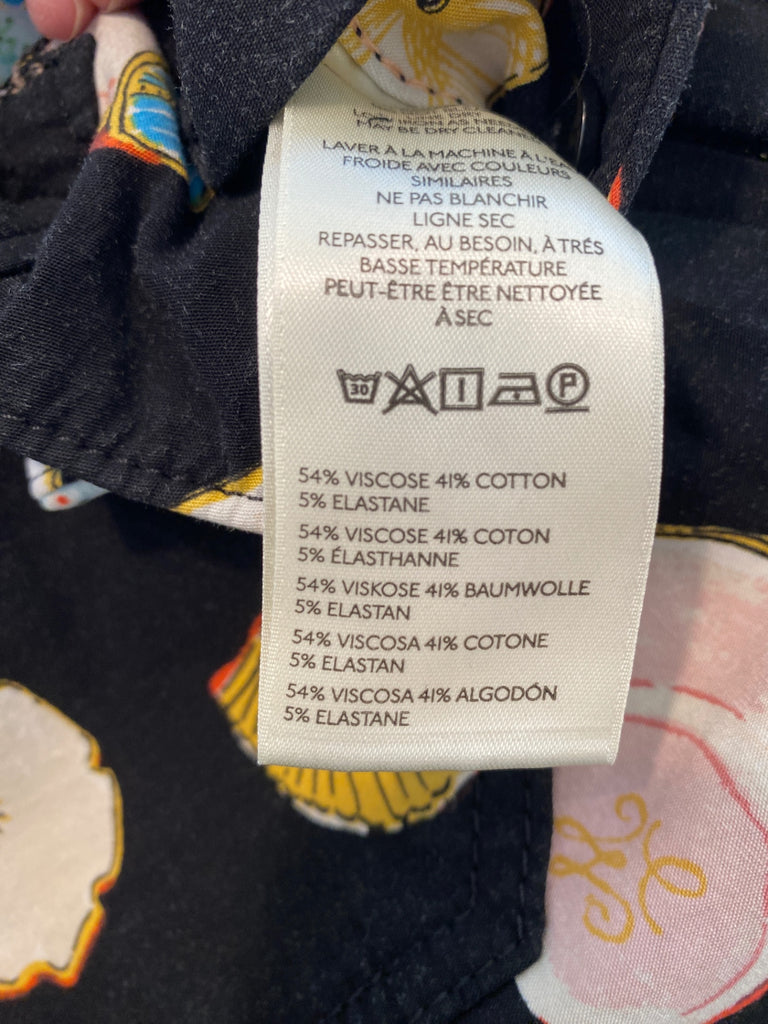 MAY BE DRY CLEANED
LAVER À LA MACHINE À L'EA
FROIDE AVEC COULEURS
SIMILAIRES
NE PAS BLANCHIR
LIGNE SEC
REPASSER, AU BESOIN, À TRÉS
BASSE TEMPÉRATURE
PEUT-ÊTRE ÊTRE NETTOYÉE
À SEC
30 P
54% VISCOSE 41% COTTON
5% ELASTANE
54% VISCOSE 41% COTON
5% ÉLASTHANNE
54% VISKOSE 41% BAUMWOLLE
5% ELASTAN
54% VISCOSA 41% COTONE
5% ELASTAN
54% VISCOSA 41% ALGODÓN
5% ELASTANE